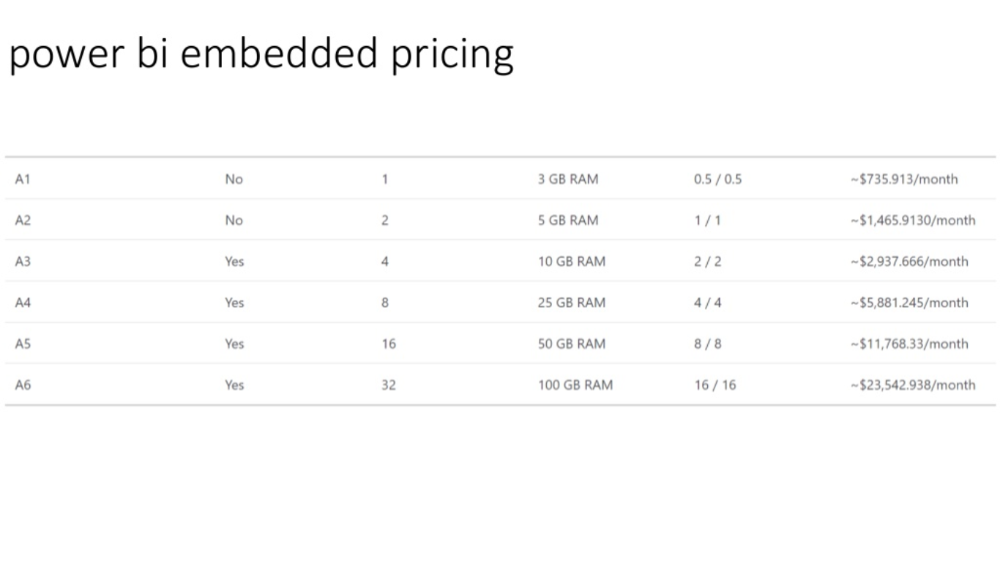 power bi embedded pricing
A1 No 1 3 GB RAM 0.5 / 0.5 ~$735.913/month
A2 No 2 5 GB RAM 1 / 1 ~$1,465.9130/month
A3 Yes 4 10 GB RAM 2 / 2 ~$2,937.666/month
A4 Yes 8 25 GB RAM 4 / 4 ~$5,881.245/month
A5 Yes 16 50 GB RAM 8 / 8 ~$11,768.33/month
A6 Yes 32 100 GB RAM 16 / 16 ~$23,542.938/month